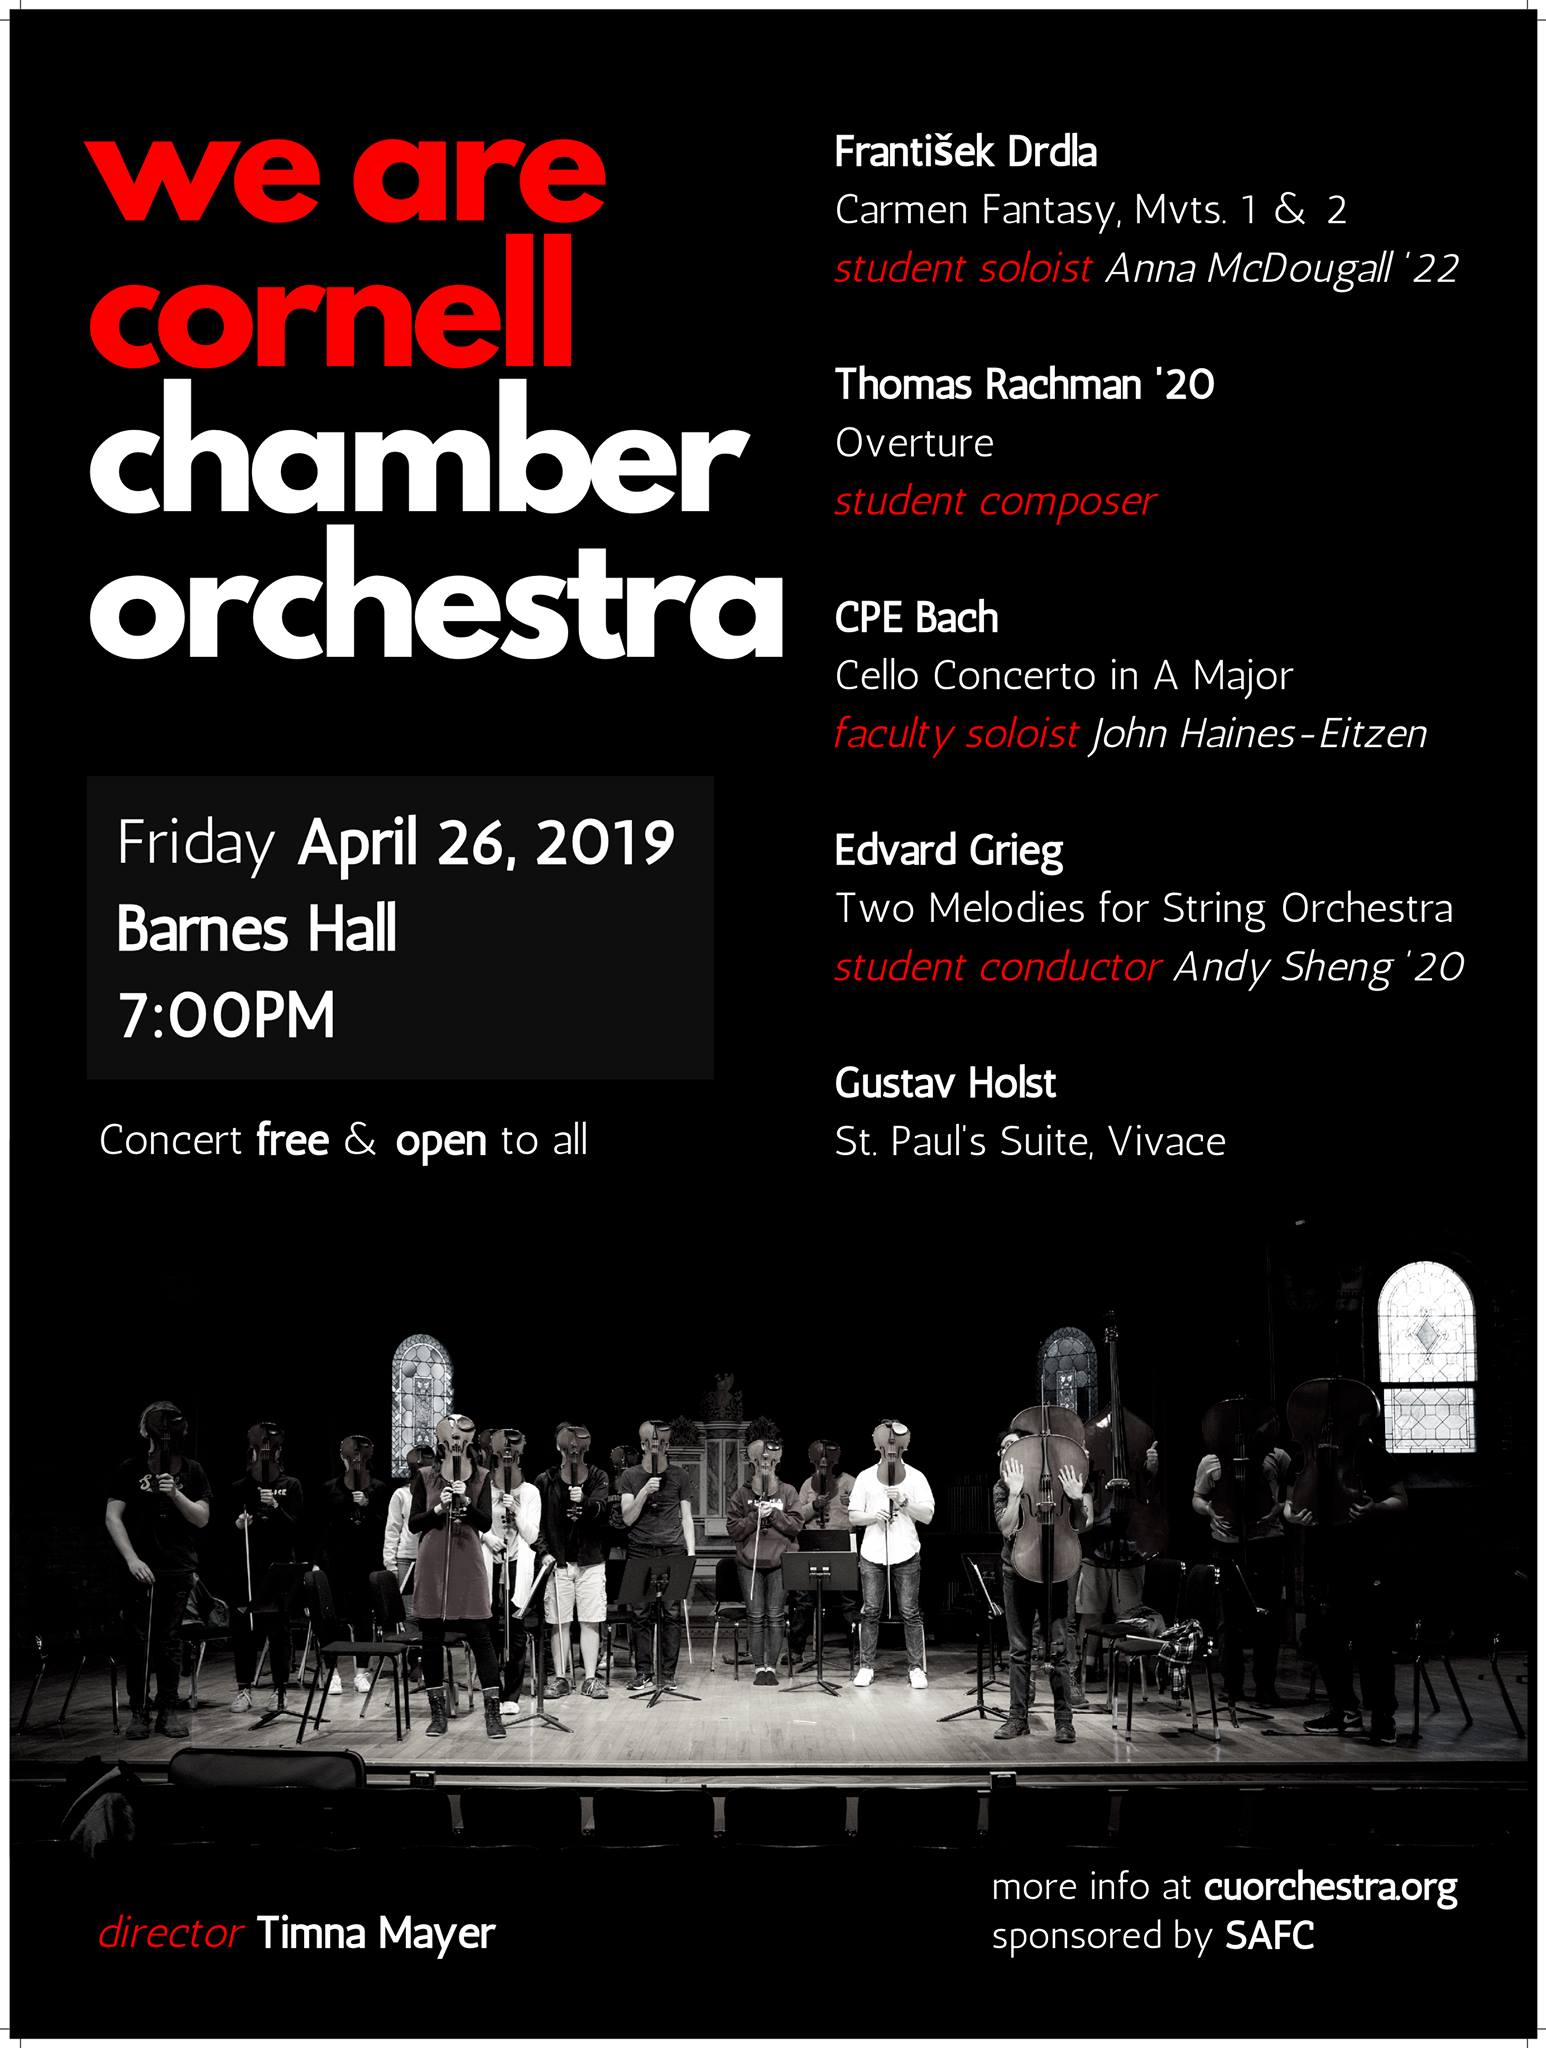 we are
cornell
chamber
orchestra
Friday April 26, 2019
Barnes Hall
7:00PM
Concert free & open to all
František Drdla
Carmen Fantasy, Mvts. 1 & 2
student soloist Anna McDougall '22
Thomas Rachman '20
Overture
student composer
CPE Bach
Cello Concerto in A Major
faculty soloist John Haines-Eitzen
Edvard Grieg
Two Melodies for String Orchestra
student conductor Andy Sheng '20
Gustav Holst
St. Paul's Suite, Vivace
director Timna Mayer
more info at cuorchestra.org
sponsored by SAFC